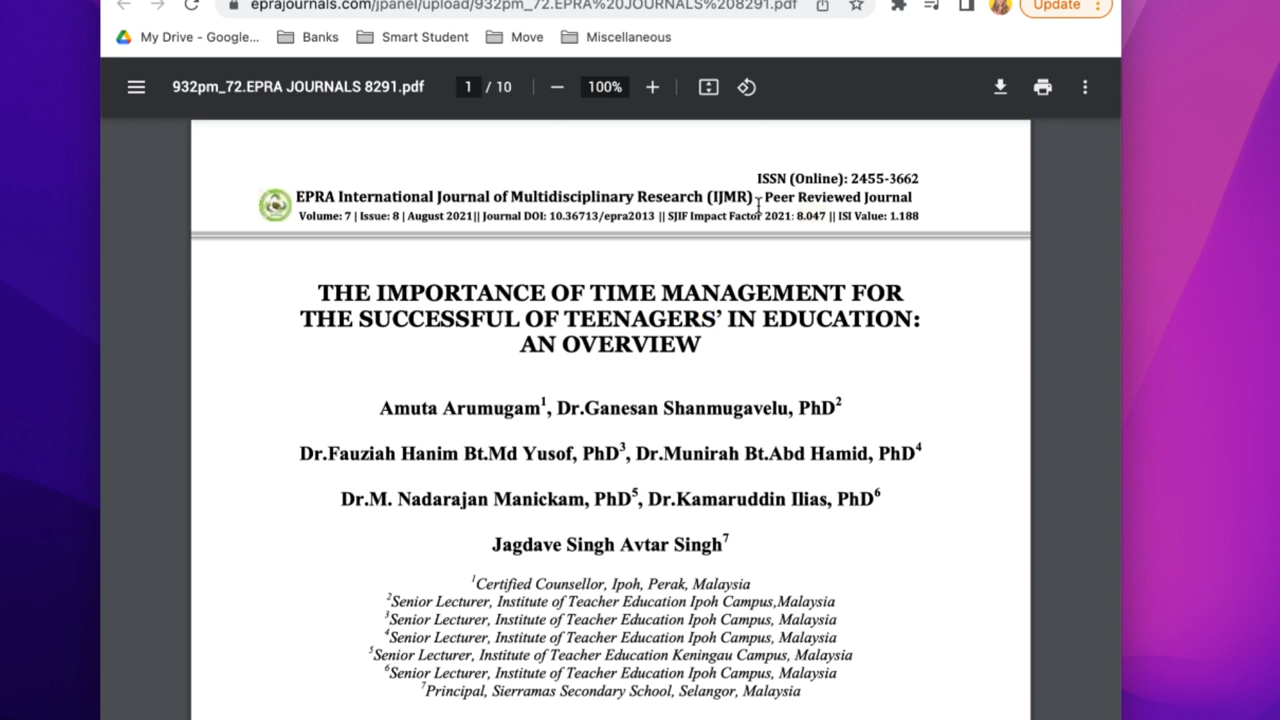 eprajournals.com/jpanel/upload/932pm_72.EPRA%20JOURNALS%208291.pdf
Update
My Drive - Google...
Banks
Smart Student
Move
Miscellaneous
932pm_72.EPRA JOURNALS 8291.pdf
1 / 10
100%
ISSN (Online): 2455-3662
EPRA International Journal of Multidisciplinary Research (IJMR) - Peer Reviewed Journal
Volume: 7 | Issue: 8 | August 2021|| Journal DOI: 10.36713/epra2013 || SJIF Impact Factor 2021: 8.047 || ISI Value: 1.188
THE IMPORTANCE OF TIME MANAGEMENT FOR
THE SUCCESSFUL OF TEENAGERS’ IN EDUCATION:
AN OVERVIEW
Amuta Arumugam¹, Dr.Ganesan Shanmugavelu, PhD²
Dr.Fauziah Hanim Bt.Md Yusof, PhD³, Dr.Munirah Bt.Abd Hamid, PhD⁴
Dr.M. Nadarajan Manickam, PhD⁵, Dr.Kamaruddin Ilias, PhD⁶
Jagdave Singh Avtar Singh⁷
¹Certified Counsellor, Ipoh, Perak, Malaysia
²Senior Lecturer, Institute of Teacher Education Ipoh Campus,Malaysia
³Senior Lecturer, Institute of Teacher Education Ipoh Campus, Malaysia
⁴Senior Lecturer, Institute of Teacher Education Ipoh Campus, Malaysia
⁵Senior Lecturer, Institute of Teacher Education Keningau Campus, Malaysia
⁶Senior Lecturer, Institute of Teacher Education Ipoh Campus, Malaysia
⁷Principal, Sierramas Secondary School, Selangor, Malaysia